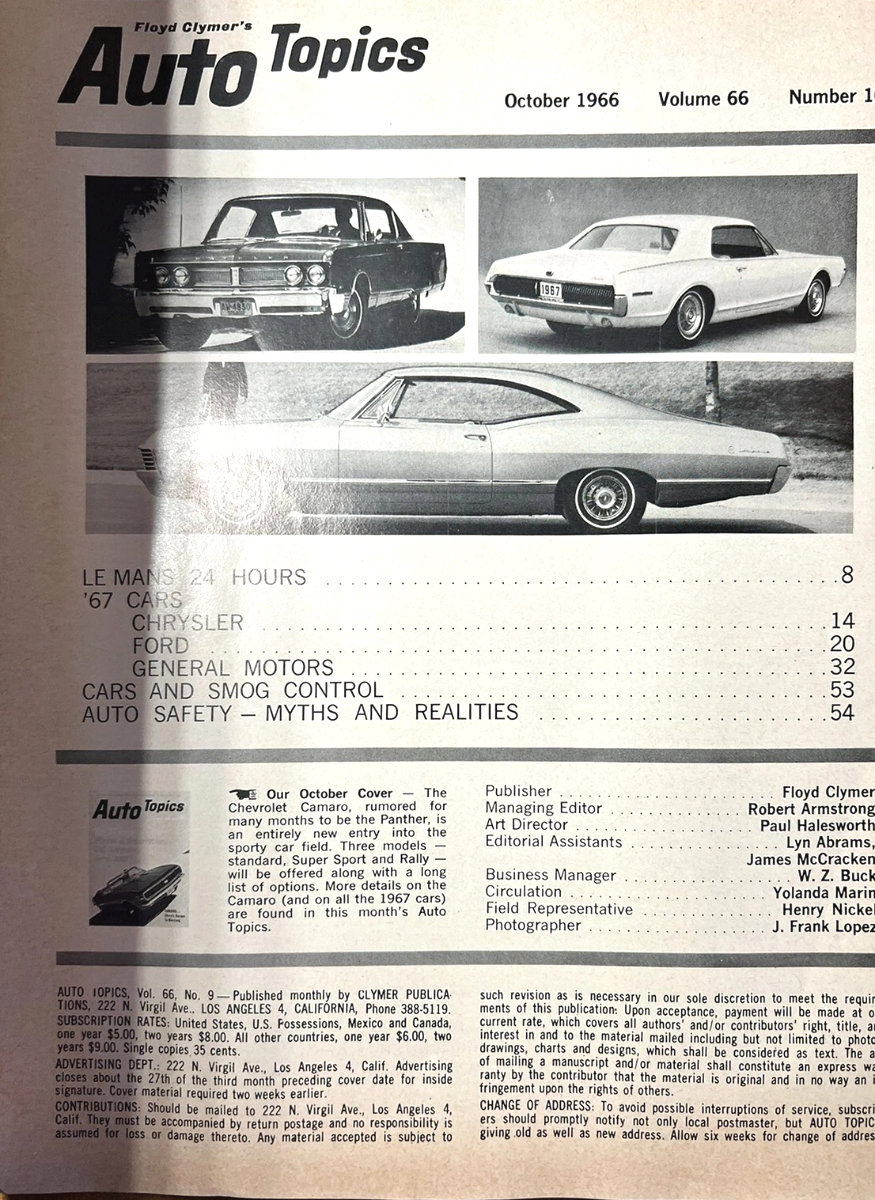 Floyd Clymer's
Auto Topics
October 1966 Volume 66 Number
1967
LE MANS 24 HOURS . . . . . . . . . . . . . . . . . . . . . . . . 8
'67 CARS
CHRYSLER . . . . . . . . . . . . . . . . . . . . . . . . 14
FORD . . . . . . . . . . . . . . . . . . . . . . . . 20
GENERAL MOTORS . . . . . . . . . . . . . . . . . . . . . . . . 32
CARS AND SMOG CONTROL . . . . . . . . . . . . . . . . . . . . . . . . 53
AUTO SAFETY — MYTHS AND REALITIES . . . . . . . . . . . . . . . . 54
Auto Topics
Our October Cover — The
Chevrolet Camaro, rumored for
many months to be the Panther, is
an entirely new entry into the
sporty car field. Three models —
standard, Super Sport and Rally —
will be offered along with a long
list of options. More details on the
Camaro (and on all the 1967 cars)
are found in this month's Auto
Topics.
Publisher . . . . . . . . . . . . . . . . Floyd Clymer
Managing Editor . . . . . . . . . . . . Robert Armstrong
Art Director . . . . . . . . . . . . . . . . Paul Halesworth
Editorial Assistants . . . . . . . . . . . . Lyn Abrams,
James McCracken
Business Manager . . . . . . . . . . . . . . . . W. Z. Buck
Circulation . . . . . . . . . . . . . . . . Yolanda Marin
Field Representative . . . . . . . . . . . . Henry Nickel
Photographer . . . . . . . . . . . . . . . . J. Frank Lopez
AUTO TOPICS, Vol. 66, No. 9 — Published monthly by CLYMER PUBLICA-
TIONS, 222 N. Virgil Ave., LOS ANGELES 4, CALIFORNIA, Phone 388-5119.
SUBSCRIPTION RATES: United States, U.S. Possessions, Mexico and Canada,
one year $5.00, two years $8.00. All other countries, one year $6.00, two
years $9.00. Single copies 35 cents.
ADVERTISING DEPT.: 222 N. Virgil Ave., Los Angeles 4, Calif. Advertising
closes about the 27th of the third month preceding cover date for inside
signature. Cover material required two weeks earlier.
CONTRIBUTIONS: Should be mailed to 222 N. Virgil Ave., Los Angeles 4,
Calif. They must be accompanied by return postage and no responsibility is
assumed for loss or damage thereto. Any material accepted is subject to
such revision as is necessary in our sole discretion to meet the requir
ments of this publication: Upon acceptance, payment will be made at o
current rate, which covers all authors' and/or contributors' right, title, a
interest in and to the material mailed including but not limited to photo
drawings, charts and designs, which shall be considered as text. The a
of mailing a manuscript and/or material shall constitute an express wa
ranty by the contributor that the material is original and in no way an i
fringement upon the rights of others.
CHANGE OF ADDRESS: To avoid possible interruptions of service, subscri
ers should promptly notify not only local postmaster, but AUTO TOPIC
giving old as well as new address. Allow six weeks for change of addres